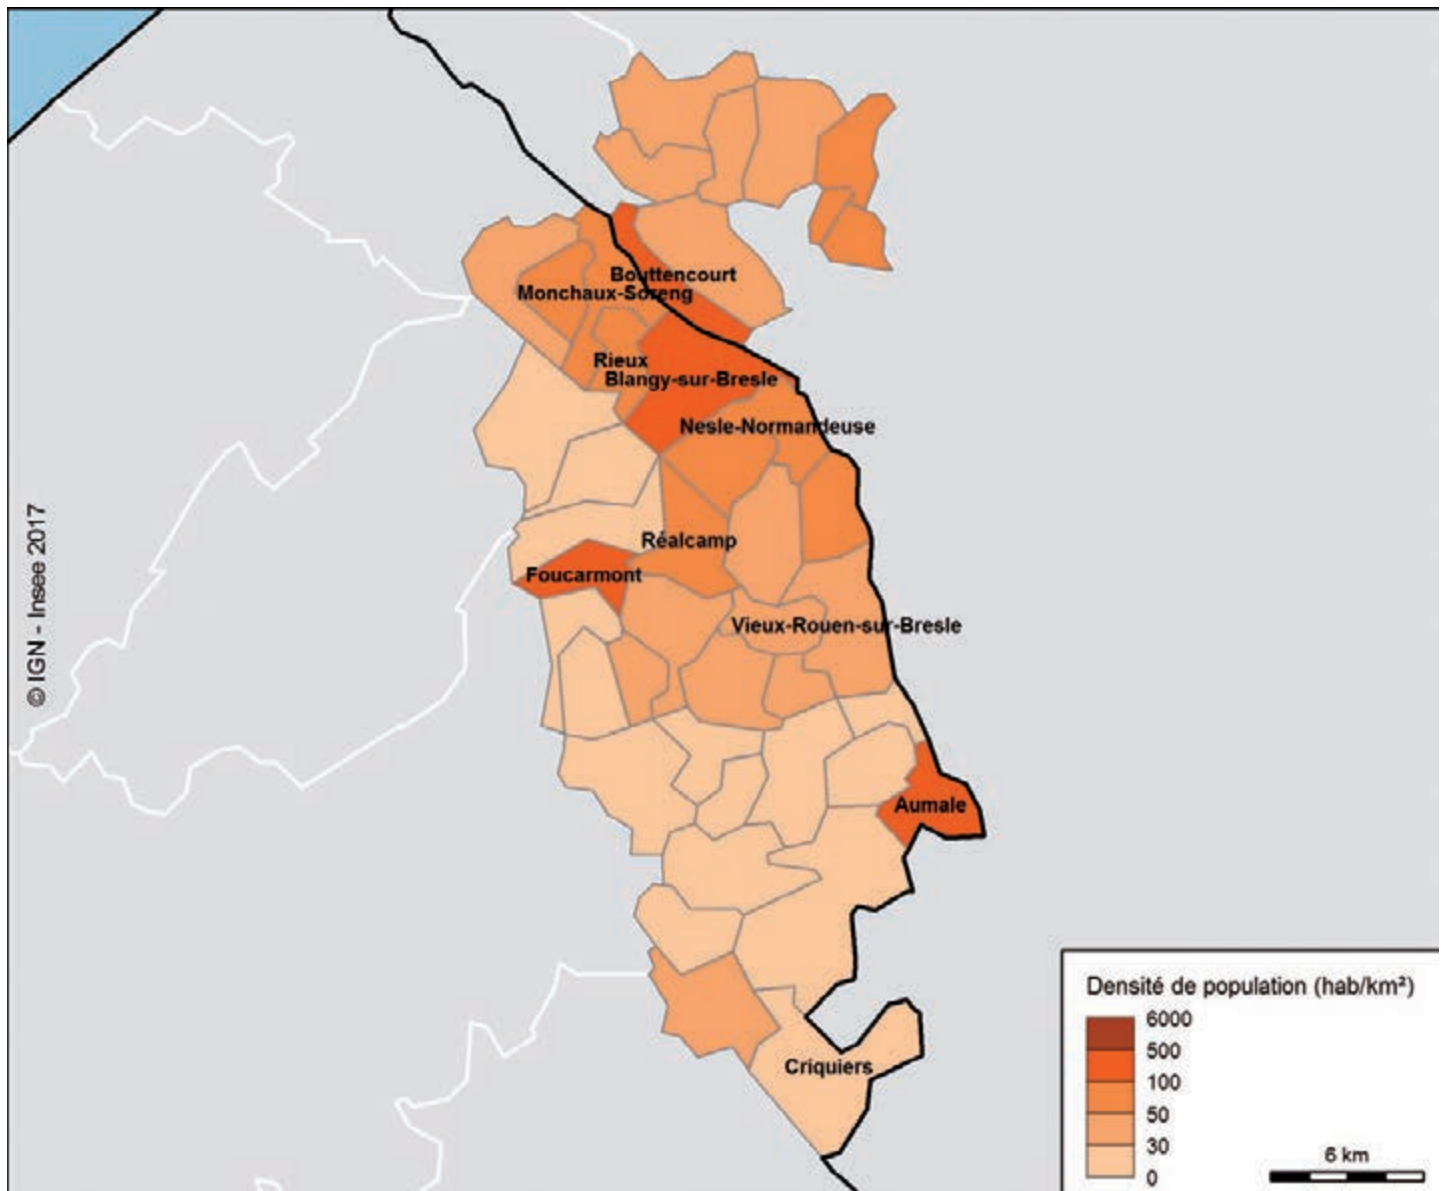 Bouttencourt
Monchaux-Soreng
Rieux
Blangy-sur-Bresle
Nesle-Normandeuse
© IGN - Insee 2017
Réalcamp
Foucarmont
Vieux-Rouen-sur-Bresle
Aumale
Criquiers
Densité de population (hab/km²)
6000
500
100
50
30
0
6 km